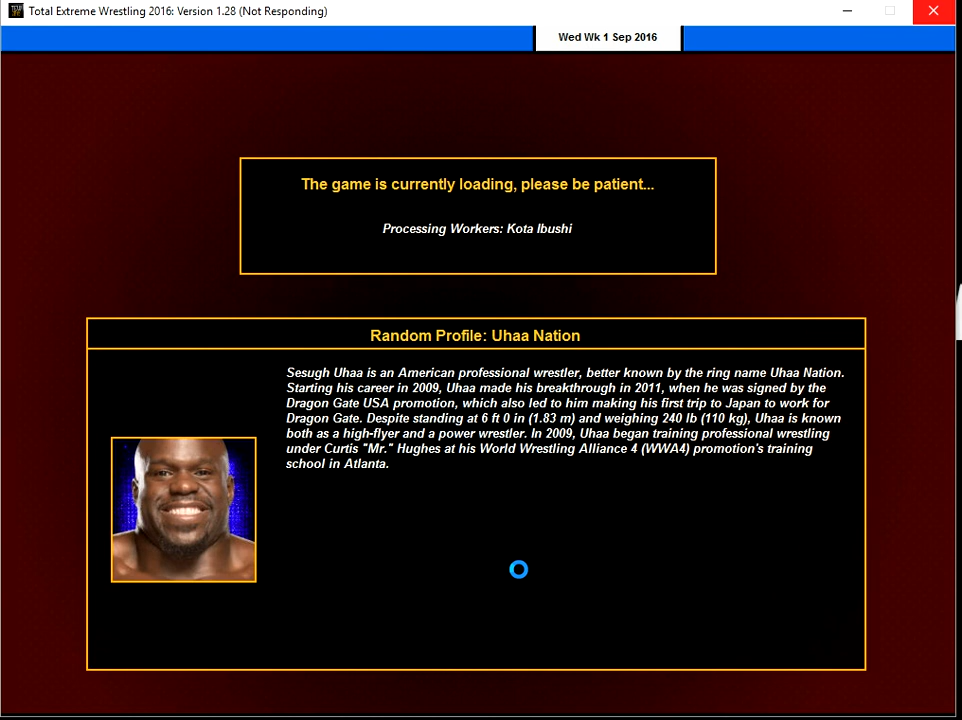 Total Extreme Wrestling 2016: Version 1.28 (Not Responding)
Wed Wk 1 Sep 2016
The game is currently loading, please be patient...
Processing Workers: Kota Ibushi
Random Profile: Uhaa Nation
Sesugh Uhaa is an American professional wrestler, better known by the ring name Uhaa Nation.
Starting his career in 2009, Uhaa made his breakthrough in 2011, when he was signed by the
Dragon Gate USA promotion, which also led to him making his first trip to Japan to work for
Dragon Gate. Despite standing at 6 ft 0 in (1.83 m) and weighing 240 lb (110 kg), Uhaa is known
both as a high-flyer and a power wrestler. In 2009, Uhaa began training professional wrestling
under Curtis "Mr." Hughes at his World Wrestling Alliance 4 (WWA4) promotion's training
school in Atlanta.